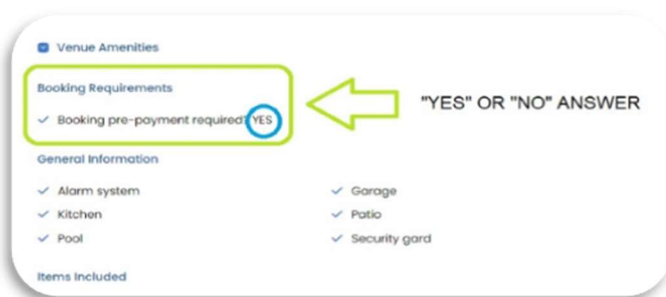 Venue Amenities
Booking Requirements
Booking pre-payment required? YES
"YES" OR "NO" ANSWER
General Information
Alarm system
Garage
Kitchen
Patio
Pool
Security gard
Items Included